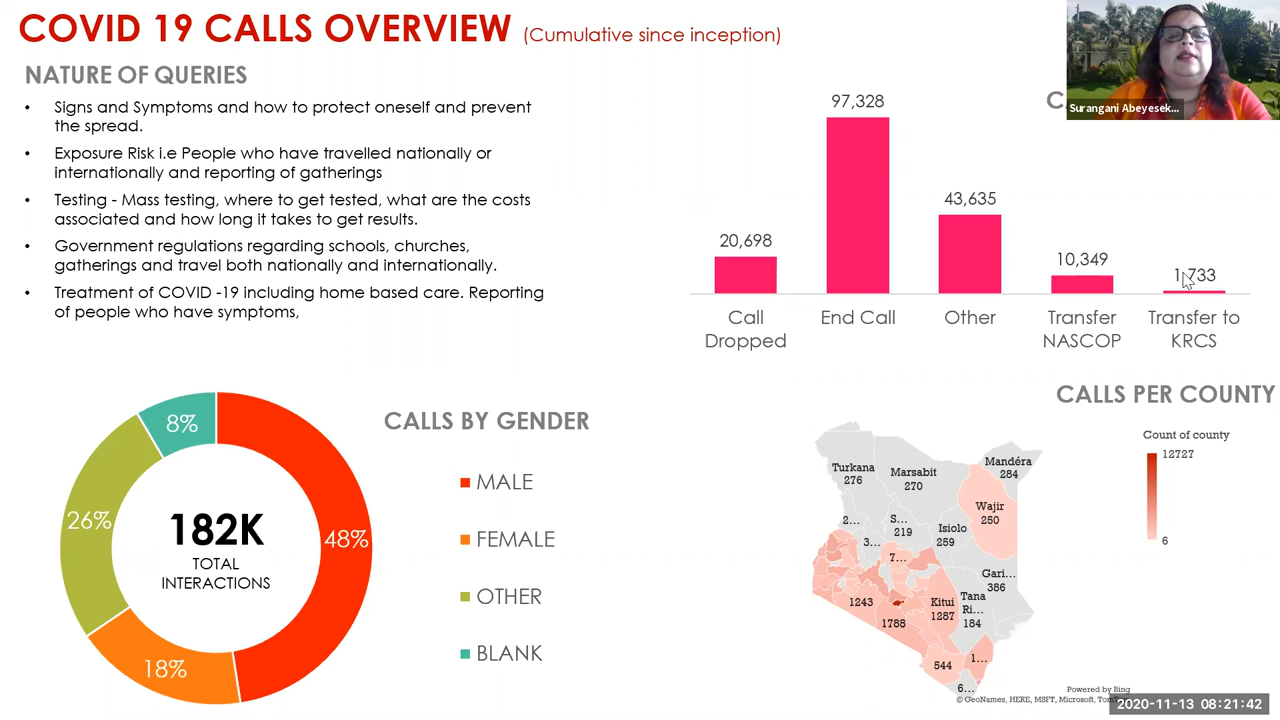 COVID 19 CALLS OVERVIEW (Cumulative since inception)
NATURE OF QUERIES
• Signs and Symptoms and how to protect oneself and prevent
the spread.
• Exposure Risk i.e People who have travelled nationally or
internationally and reporting of gatherings
• Testing - Mass testing, where to get tested, what are the costs
associated and how long it takes to get results.
• Government regulations regarding schools, churches,
gatherings and travel both nationally and internationally.
• Treatment of COVID -19 including home based care. Reporting
of people who have symptoms,
Surangani Abeyesek...
97,328
43,635
20,698
10,349
1,733
Call Dropped
End Call
Other
Transfer NASCOP
Transfer to KRCS
CALLS BY GENDER
8%
26%
48%
18%
182K
TOTAL
INTERACTIONS
MALE
FEMALE
OTHER
BLANK
CALLS PER COUNTY
Count of county
12727
6
Turkana
276
Marsabit
270
Mandéra
284
Wajir
250
2...
S...
219
3...
Isiolo
259
7...
Gari...
386
1243
1788
Kitui
1287
Tana
Ri...
184
544
1...
6...
Powered by Bing
© GeoNames, HERE, MSFT, Microsoft,
2020-11-13 08:21:42